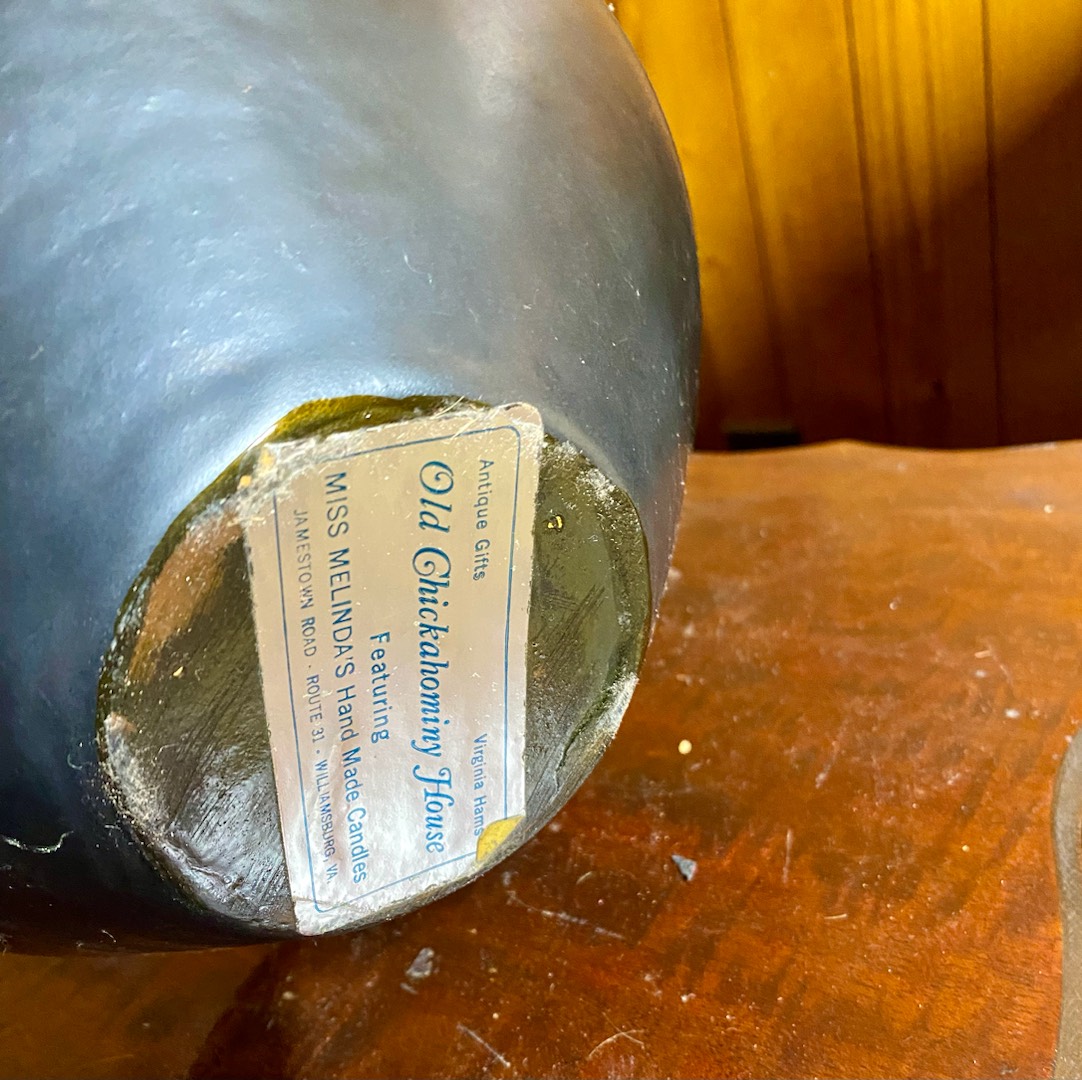 Antique Gifts Virginia Hams
Old Chickahominy House
Featuring
MISS MELINDA'S Hand Made Candles
JAMESTOWN ROAD · ROUTE 31 · WILLIAMSBURG, VA.